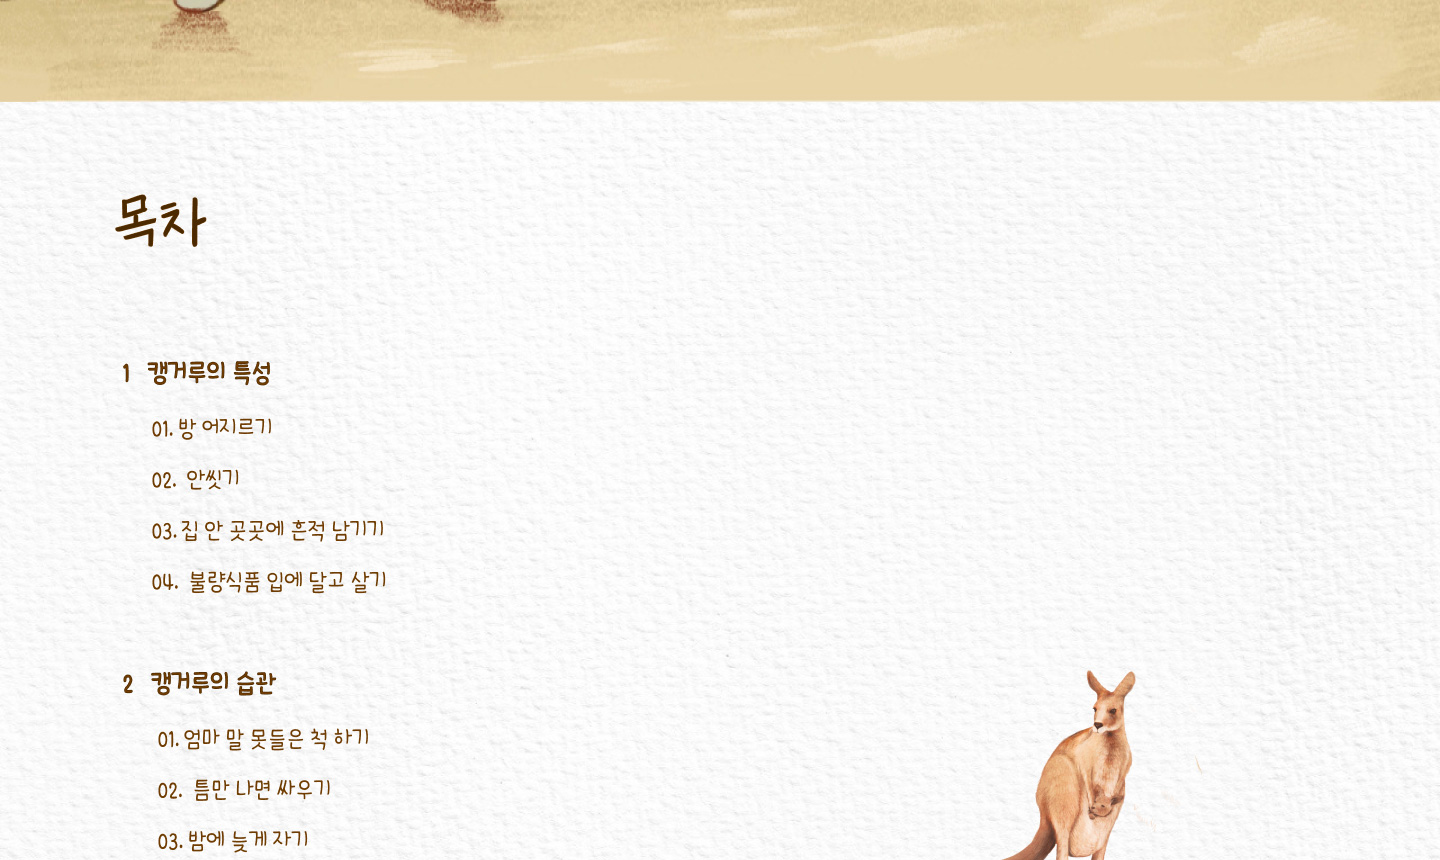 목차
1 캥거루의 특성
01. 방 어지르기
02. 안씻기
03. 집 안 곳곳에 흔적 남기기
04. 불량식품 입에 달고 살기
2 캥거루의 습관
01. 엄마 말 못들은 척 하기
02. 틈만 나면 싸우기
03. 밤에 늦게 자기